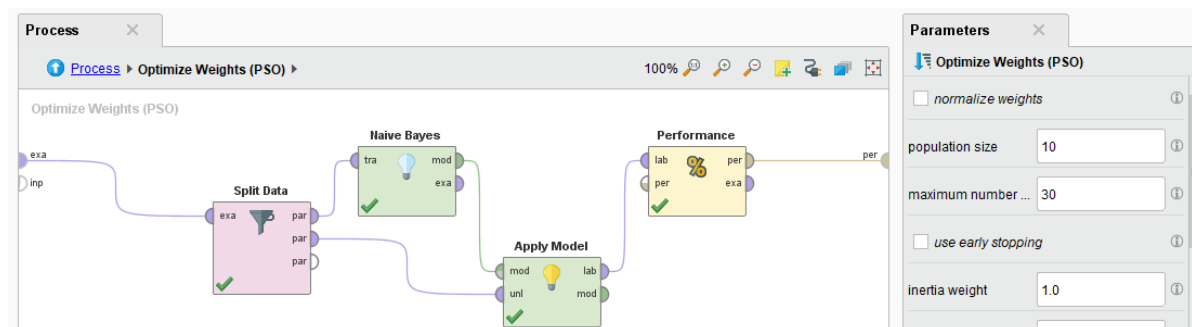 Process
Parameters
Process ▸ Optimize Weights (PSO) ▸
100%
Optimize Weights (PSO)
Optimize Weights (PSO)
normalize weights
population size 10
maximum number ... 30
use early stopping
inertia weight 1.0
exa
inp
Split Data
exa par
par
par
Naive Bayes
tra mod
exa
Apply Model
mod lab
unl mod
Performance
lab % per
per exa
per